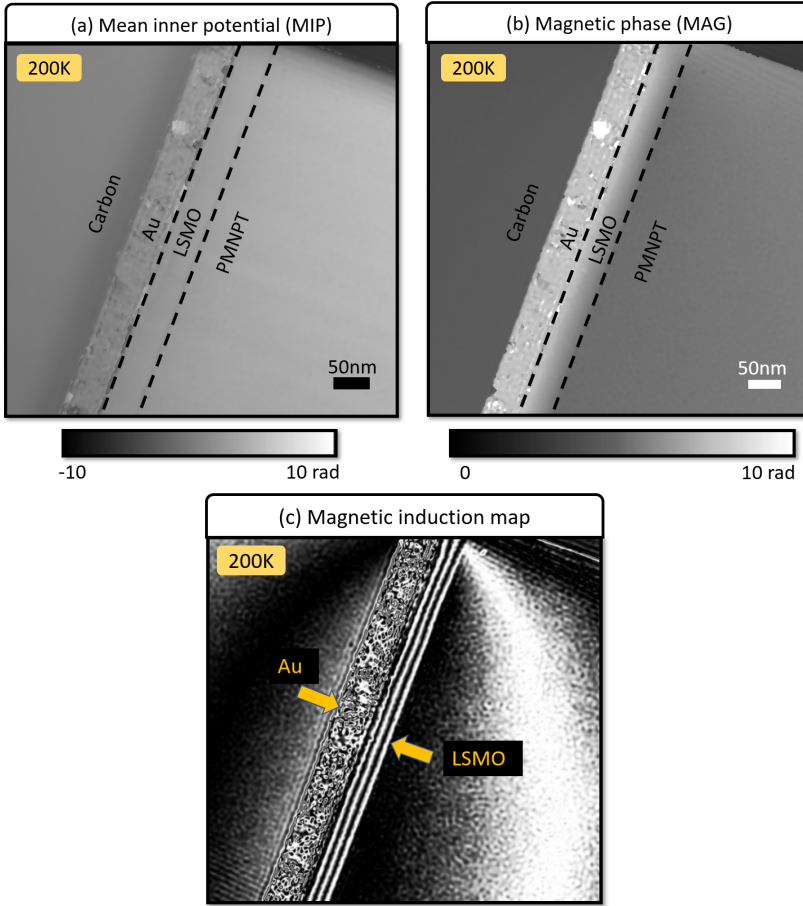 (a) Mean inner potential (MIP)
200K
Carbon
Au
LSMO
PMNPT
50nm
-10
10 rad
(b) Magnetic phase (MAG)
200K
Carbon
Au
LSMO
PMNPT
50nm
0
10 rad
(c) Magnetic induction map
200K
Au
LSMO